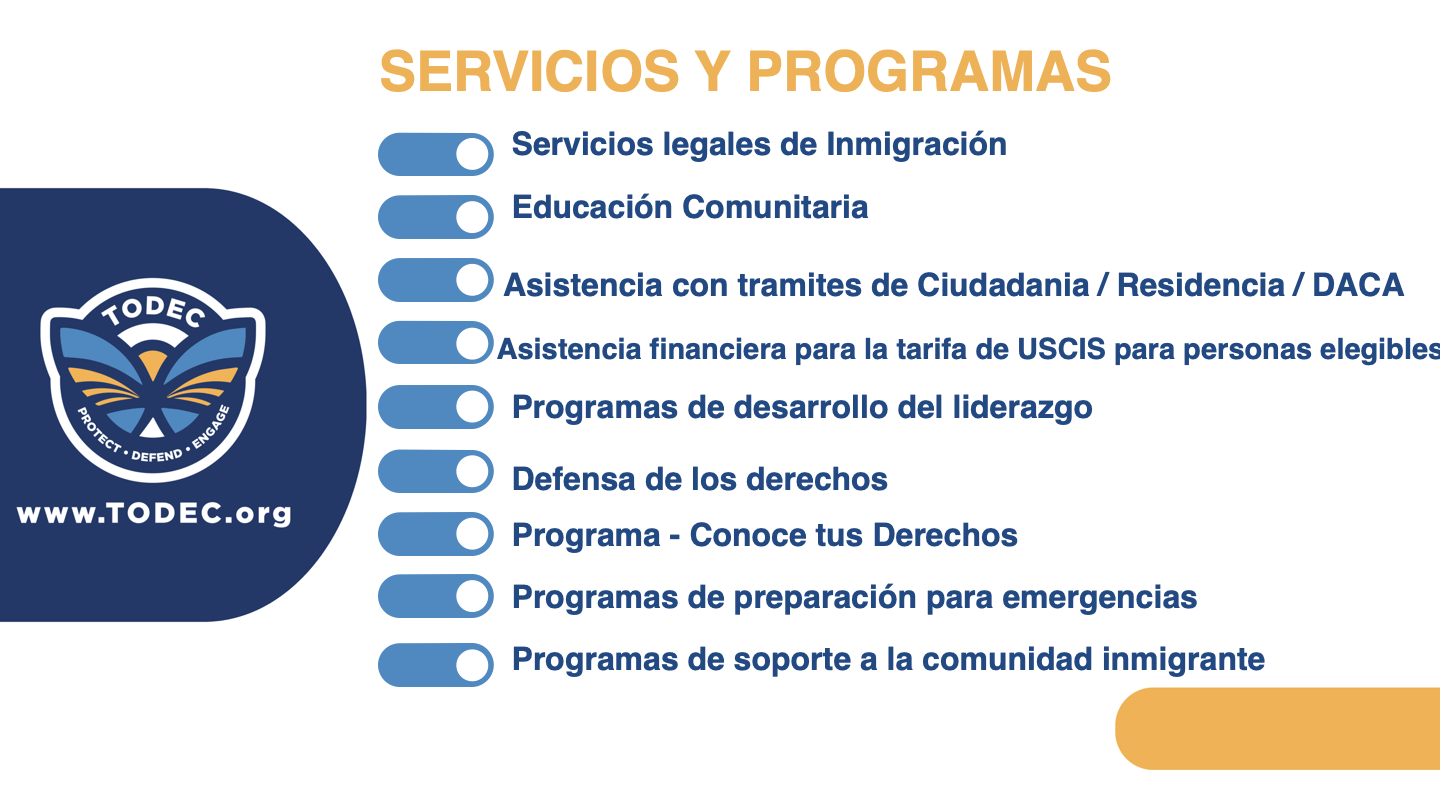 SERVICIOS Y PROGRAMAS
Servicios legales de Inmigración
Educación Comunitaria
Asistencia con tramites de Ciudadania / Residencia / DACA
Asistencia financiera para la tarifa de USCIS para personas elegibles
Programas de desarrollo del liderazgo
Defensa de los derechos
Programa - Conoce tus Derechos
Programas de preparación para emergencias
Programas de soporte a la comunidad inmigrante
TODEC
PROTECT • DEFEND • ENGAGE
www.TODEC.org